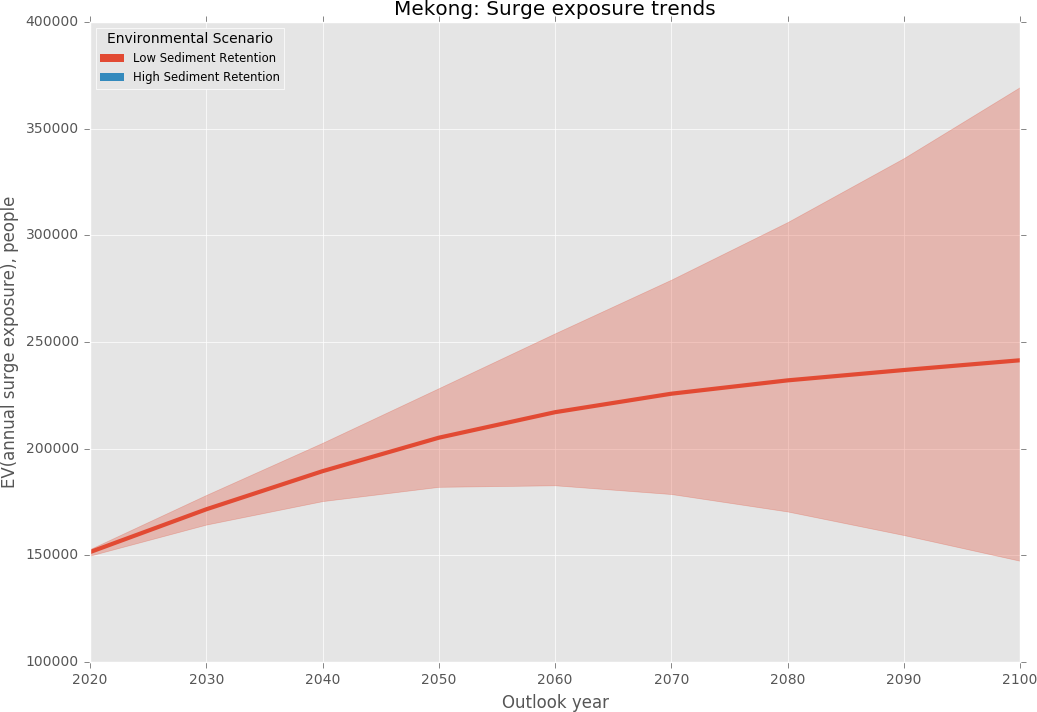 Mekong: Surge exposure trends
Environmental Scenario
Low Sediment Retention
High Sediment Retention
EV(annual surge exposure), people
400000
350000
300000
250000
200000
150000
100000
2020 2030 2040 2050 2060 2070 2080 2090 2100
Outlook year